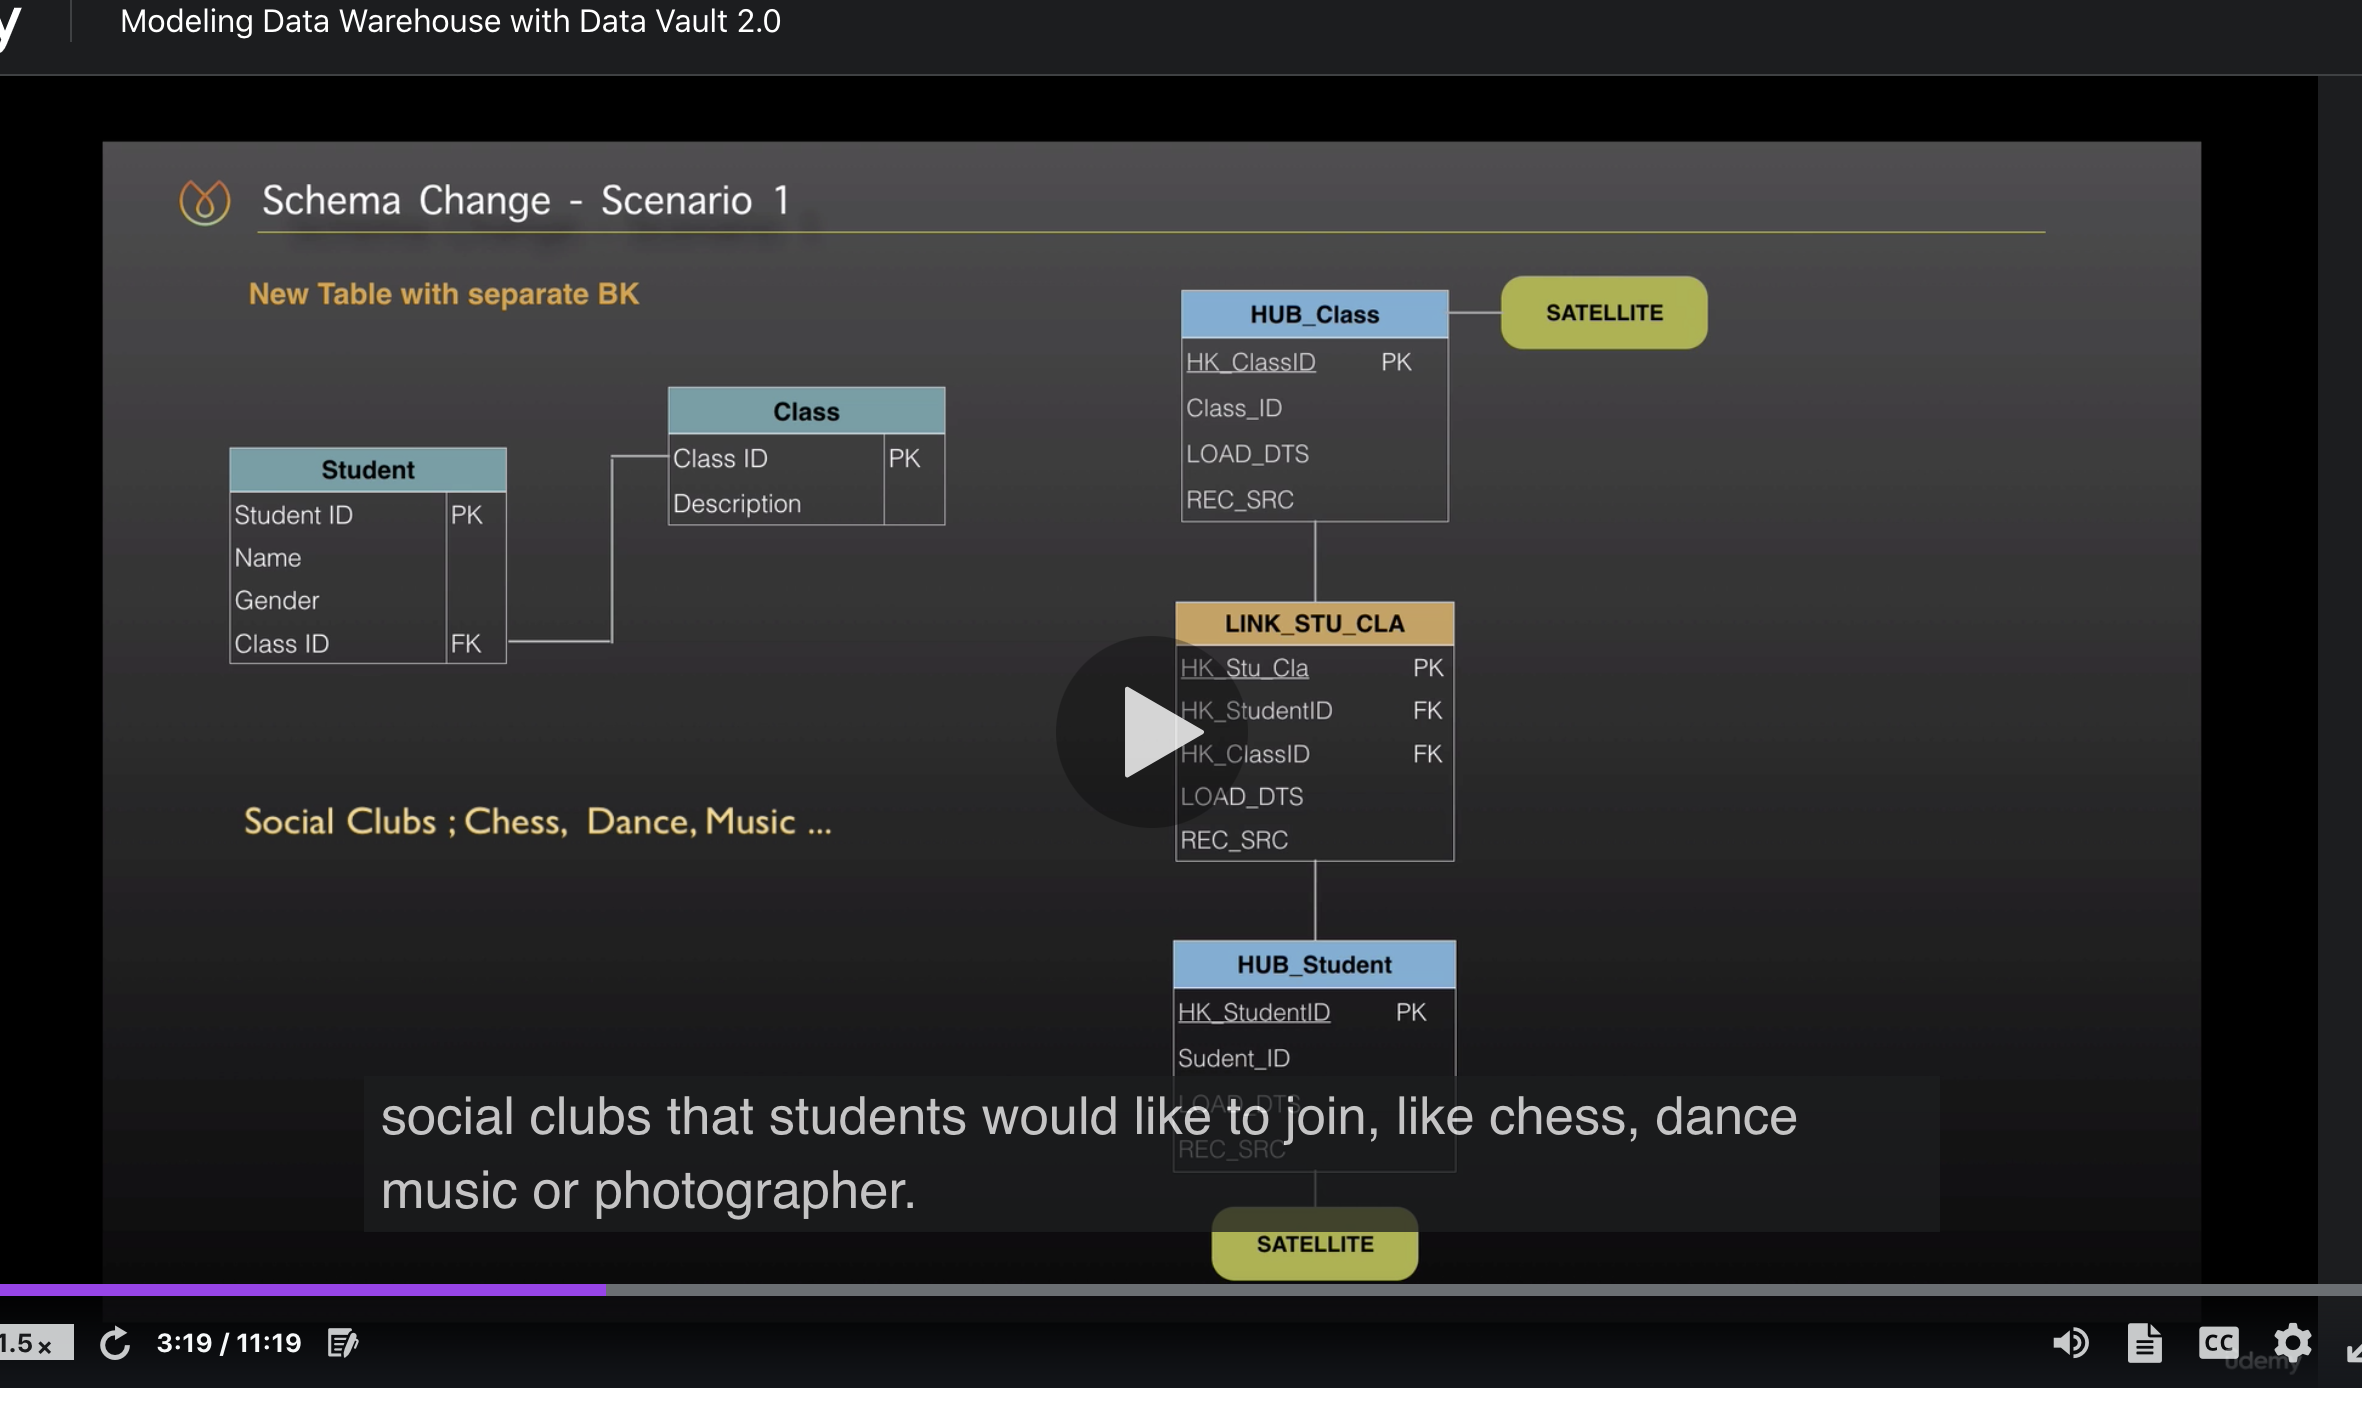 y
Modeling Data Warehouse with Data Vault 2.0
Schema Change - Scenario 1
New Table with separate BK
Student
Student ID PK
Name
Gender
Class ID FK
Class
Class ID PK
Description
Social Clubs ; Chess, Dance, Music ...
HUB_Class
HK_ClassID PK
Class_ID
LOAD_DTS
REC_SRC
SATELLITE
LINK_STU_CLA
HK_Stu_Cla PK
HK_StudentID FK
HK_ClassID FK
LOAD_DTS
REC_SRC
HUB_Student
HK_StudentID PK
Sudent_ID
LOAD_DTS
REC_SRC
SATELLITE
social clubs that students would like to join, like chess, dance
music or photographer.
1.5x
3:19 / 11:19
CC
udemy